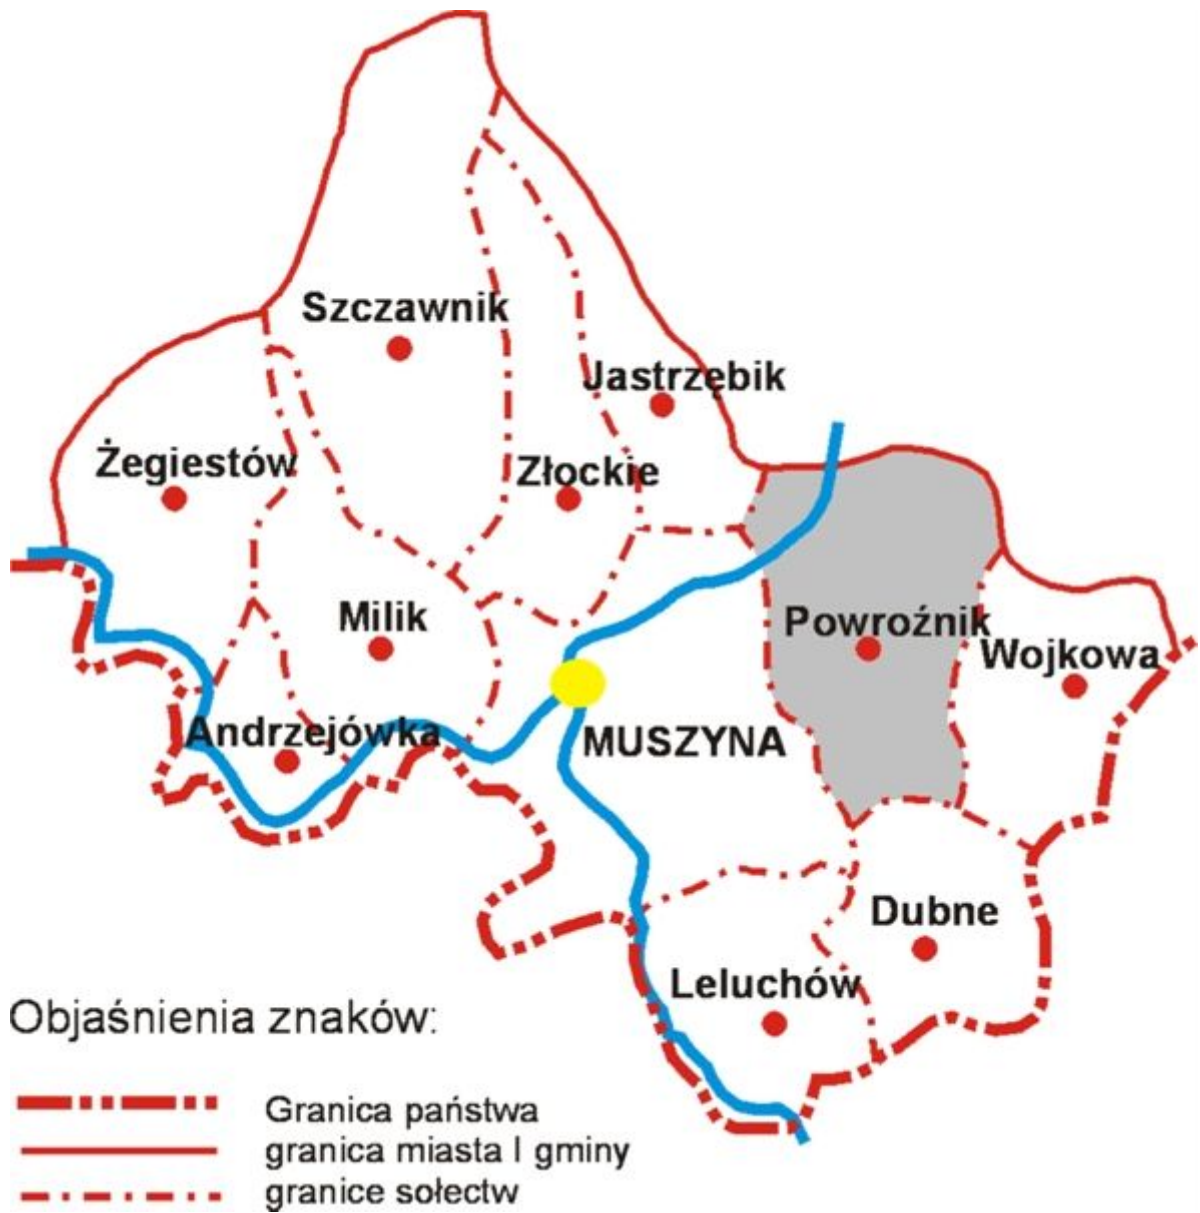 Szczawnik
Jastrzębik
Żegiestów
Złockie
Milik
Powroźnik
Wojkowa
Andrzejówka
MUSZYNA
Dubne
Leluchów
Objaśnienia znaków:
Granica państwa
granica miasta I gminy
granice sołectw